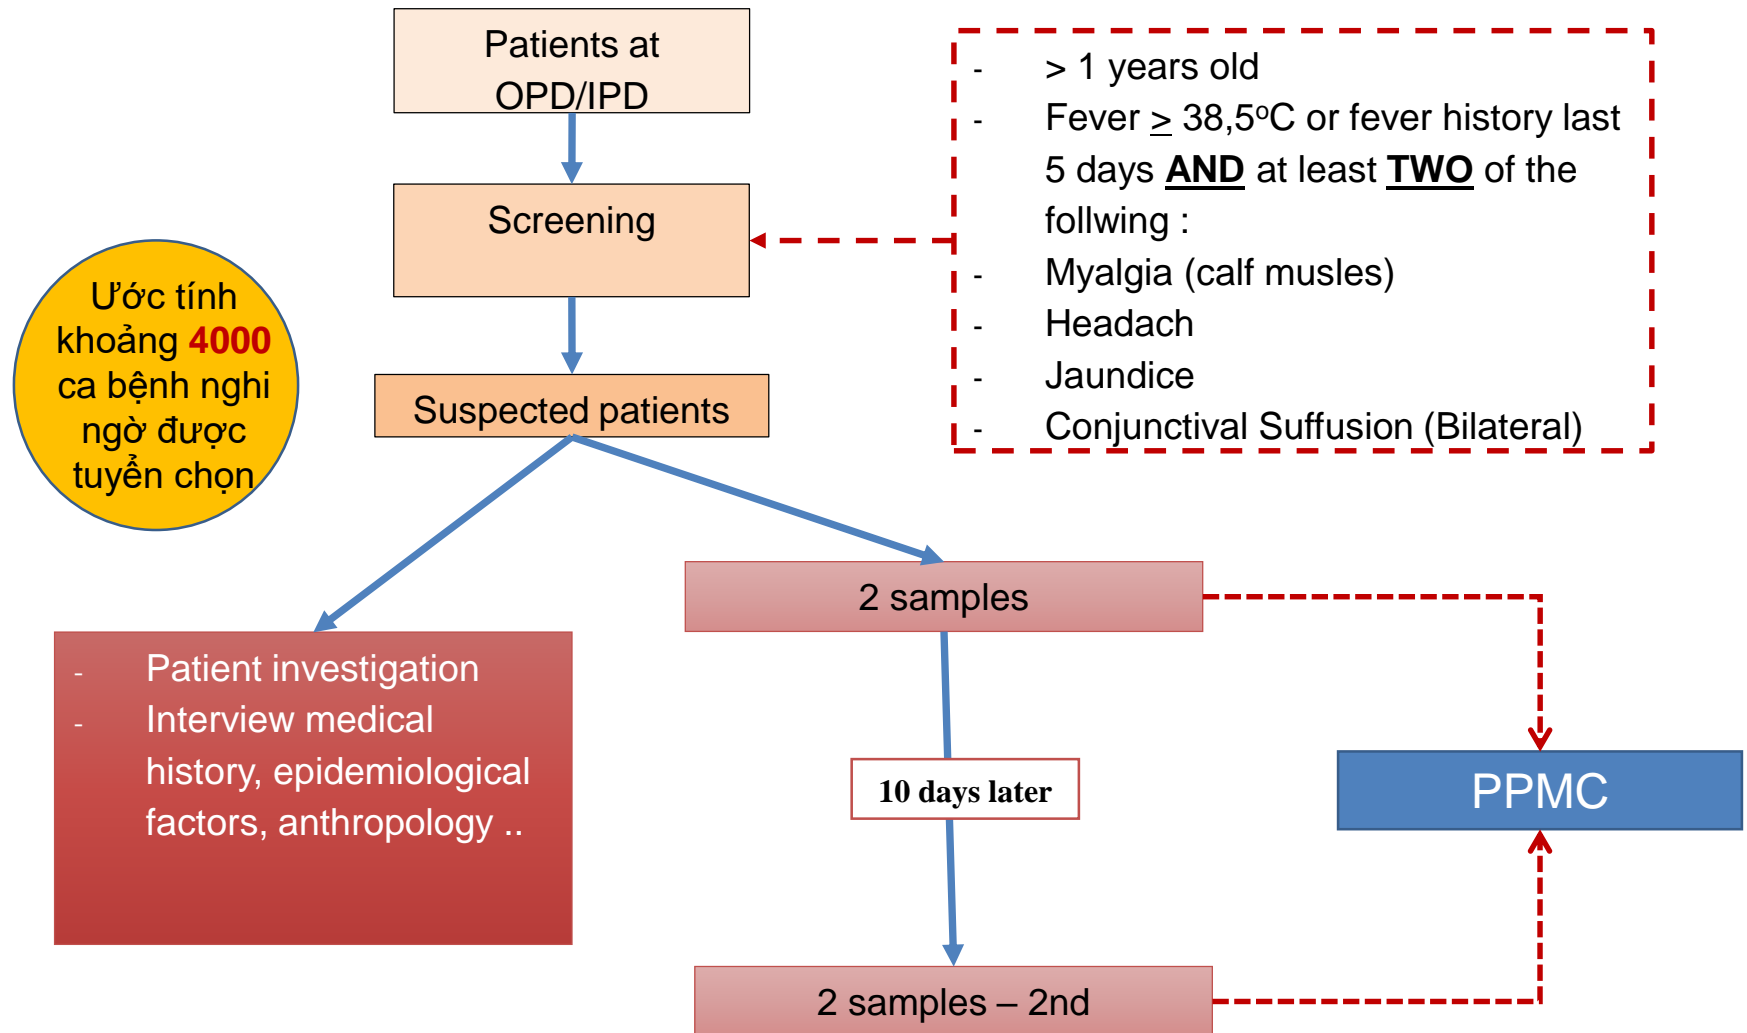 Patients at
OPD/IPD
- > 1 years old
- Fever ≥ 38,5ºC or fever history last
5 days AND at least TWO of the
follwing :
- Myalgia (calf musles)
- Headach
- Jaundice
- Conjunctival Suffusion (Bilateral)
Screening
Ước tính
khoảng 4000
ca bệnh nghi
ngờ được
tuyển chọn
Suspected patients
2 samples
- Patient investigation
- Interview medical
history, epidemiological
factors, anthropology ..
10 days later
PPMC
2 samples – 2nd